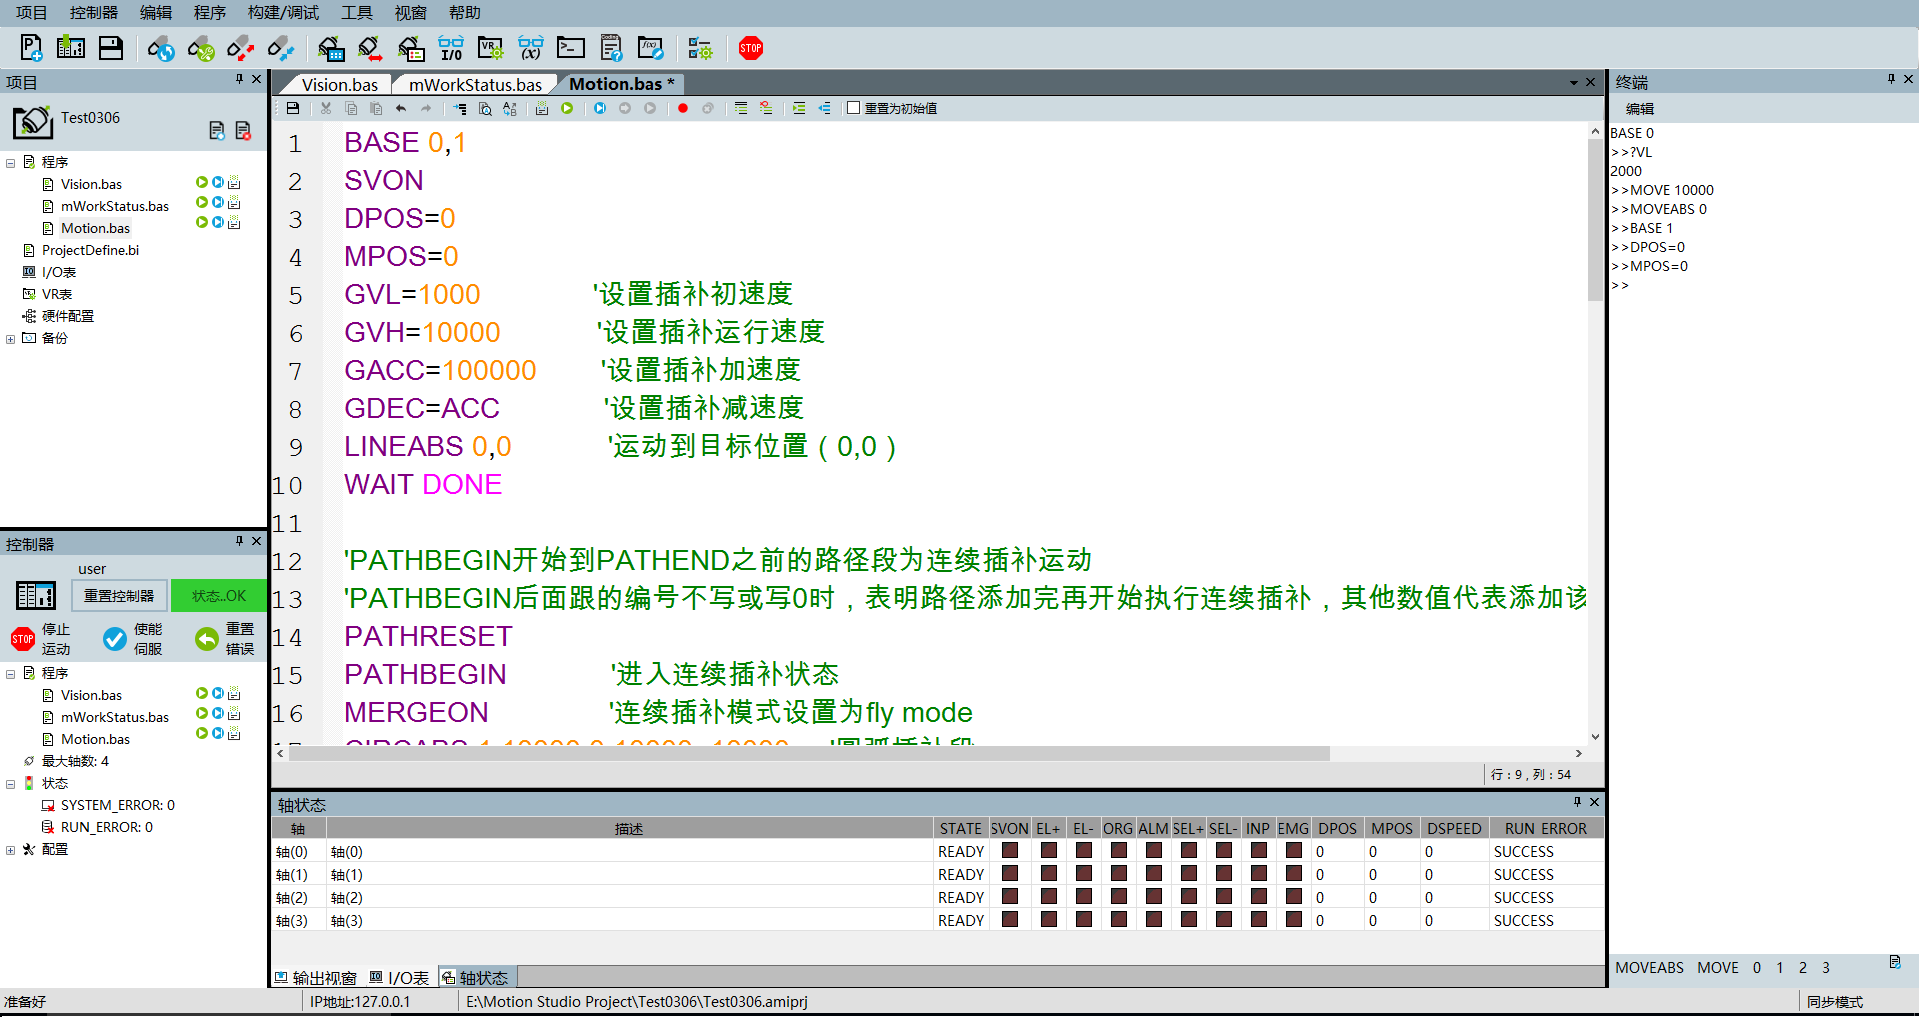 项目 控制器 编辑 程序 构建/调试 工具 视窗 帮助
项目
Test0306
程序
Vision.bas
mWorkStatus.bas
Motion.bas
ProjectDefine.bi
I/O表
VR表
硬件配置
备份
控制器
user
重置控制器 状态..OK
停止运动 使能伺服 重置错误
程序
Vision.bas
mWorkStatus.bas
Motion.bas
最大轴数: 4
状态
SYSTEM_ERROR: 0
RUN_ERROR: 0
配置
Vision.bas mWorkStatus.bas Motion.bas *
重置为初始值
1 BASE 0,1
2 SVON
3 DPOS=0
4 MPOS=0
5 GVL=1000 '设置插补初速度
6 GVH=10000 '设置插补运行速度
7 GACC=100000 '设置插补加速度
8 GDEC=ACC '设置插补减速度
9 LINEABS 0,0 '运动到目标位置（0,0）
10 WAIT DONE
11
12 'PATHBEGIN开始到PATHEND之前的路径段为连续插补运动
13 'PATHBEGIN后面跟的编号不写或写0时，表明路径添加完再开始执行连续插补，其他数值代表添加该
14 PATHRESET
15 PATHBEGIN '进入连续插补状态
16 MERGEON '连续插补模式设置为fly mode
行：9，列：54
轴状态
轴 描述 STATE SVON EL+ EL- ORG ALM SEL+ SEL- INP EMG DPOS MPOS DSPEED RUN ERROR
轴(0) 轴(0) READY 0 0 0 SUCCESS
轴(1) 轴(1) READY 0 0 0 SUCCESS
轴(2) 轴(2) READY 0 0 0 SUCCESS
轴(3) 轴(3) READY 0 0 0 SUCCESS
输出视窗 I/O表 轴状态
终端
编辑
BASE 0
>>?VL
2000
>>MOVE 10000
>>MOVEABS 0
>>BASE 1
>>DPOS=0
>>MPOS=0
>>
MOVEABS MOVE 0 1 2 3
准备好 IP地址:127.0.0.1 E:\Motion Studio Project\Test0306\Test0306.amiprj 同步模式